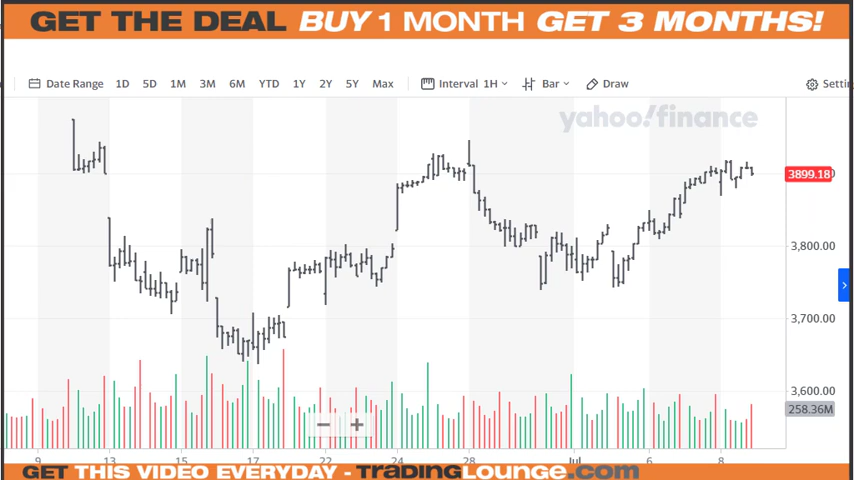 GET THE DEAL BUY 1 MONTH GET 3 MONTHS!
Date Range 1D 5D 1M 3M 6M YTD 1Y 2Y 5Y Max Interval 1H Bar Draw Settin
yahoo!finance
3899.18
3,800.00
3,700.00
3,600.00
258.36M
9 13 15 17 22 24 28 Jul 6 8
GET THIS VIDEO EVERYDAY - TradingLounge.com